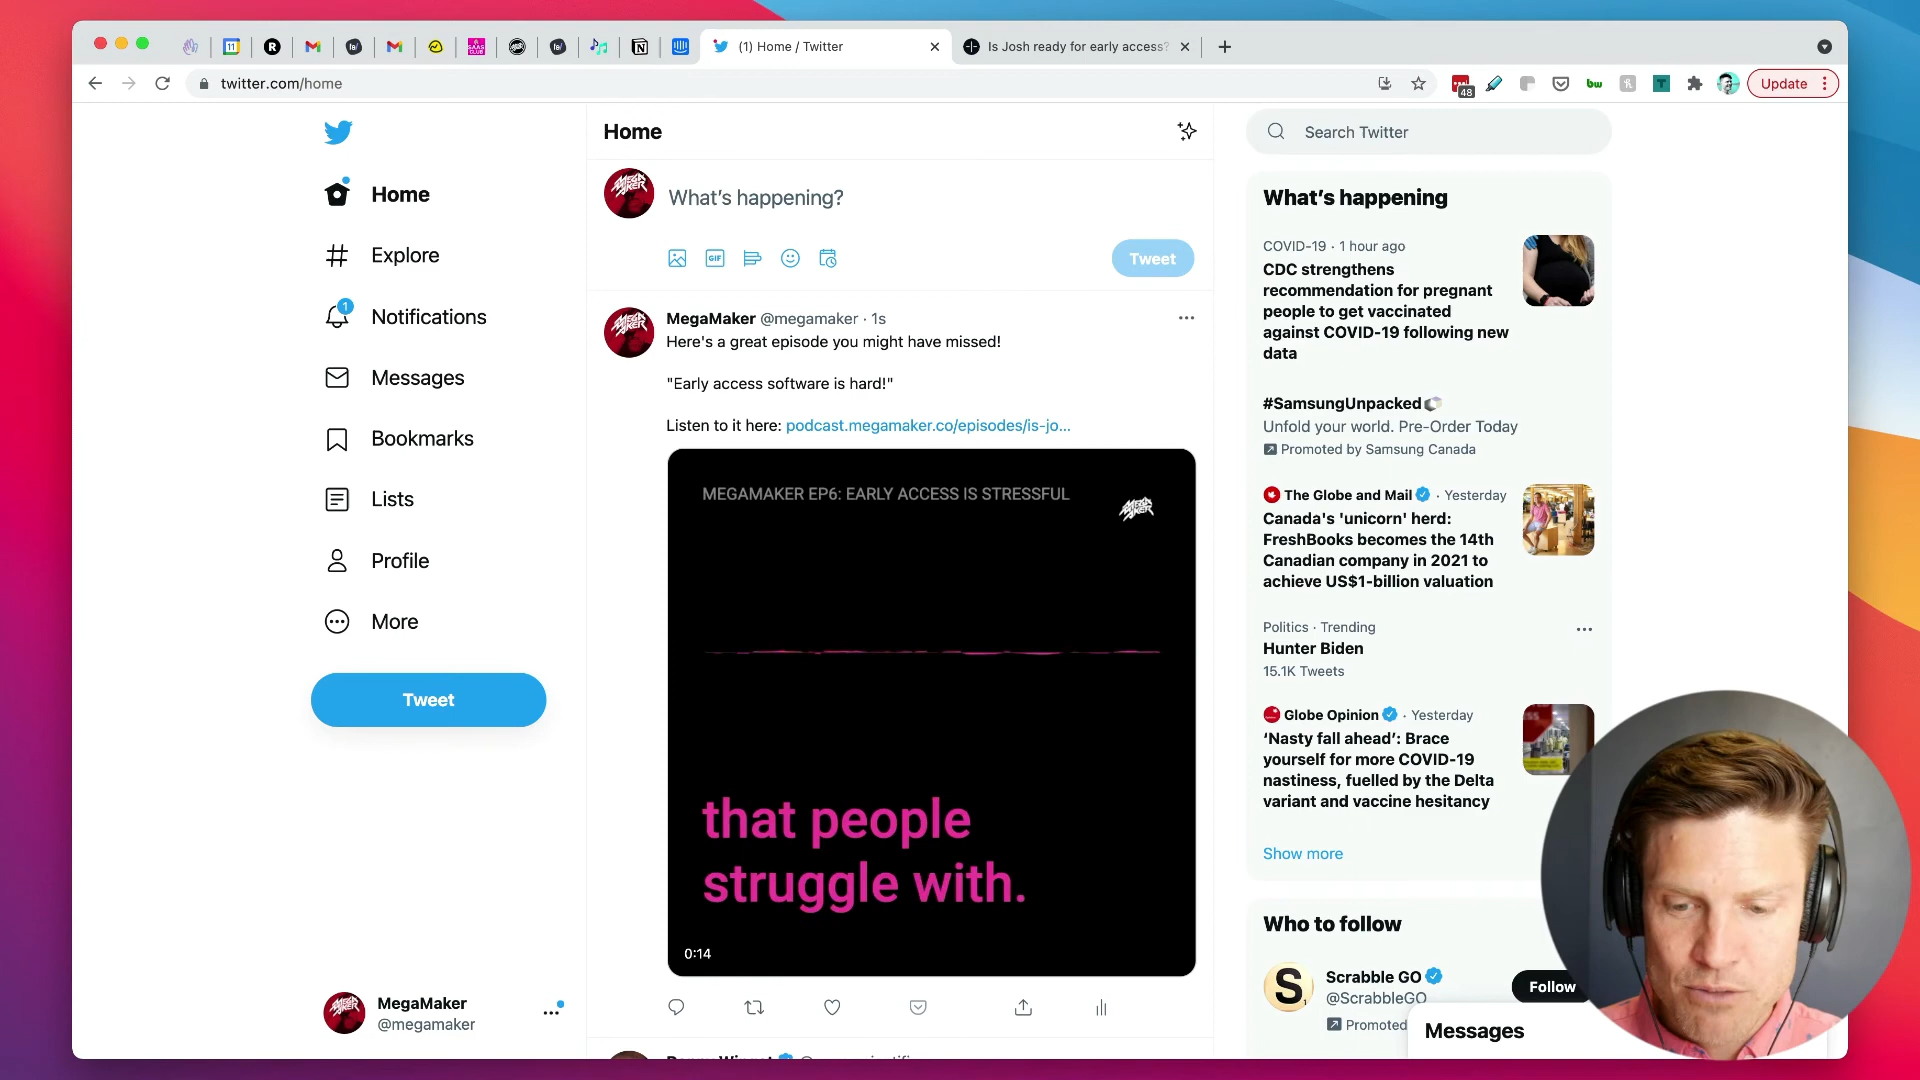 11
(1) Home / Twitter
Is Josh ready for early access?
twitter.com/home
48
bw
T
Update
Home
Explore
1
Notifications
Messages
Bookmarks
Lists
Profile
More
Tweet
MegaMaker
@megamaker
Home
What's happening?
GIF
Tweet
MegaMaker @megamaker · 1s
Here's a great episode you might have missed!
"Early access software is hard!"
Listen to it here: podcast.megamaker.co/episodes/is-jo...
MEGAMAKER EP6: EARLY ACCESS IS STRESSFUL
MEGA
MAKER
that people
struggle with.
0:14
Search Twitter
What's happening
COVID-19 · 1 hour ago
CDC strengthens
recommendation for pregnant
people to get vaccinated
against COVID-19 following new
data
#SamsungUnpacked
Unfold your world. Pre-Order Today
Promoted by Samsung Canada
The Globe and Mail · Yesterday
Canada's 'unicorn' herd:
FreshBooks becomes the 14th
Canadian company in 2021 to
achieve US$1-billion valuation
Politics · Trending
Hunter Biden
15.1K Tweets
Globe Opinion · Yesterday
‘Nasty fall ahead’: Brace
yourself for more COVID-19
nastiness, fuelled by the Delta
variant and vaccine hesitancy
Show more
Who to follow
S
Scrabble GO
@ScrabbleGO
Promoted
Follow
Messages